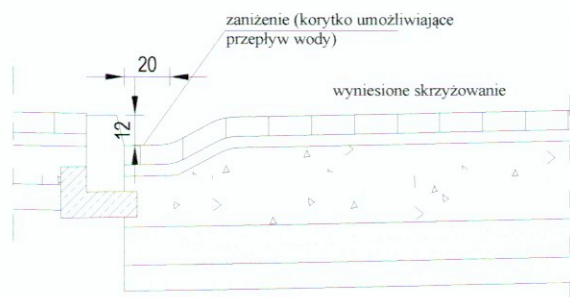 zaniżenie (korytko umożliwiające
przepływ wody)
20
wyniesione skrzyżowanie
12